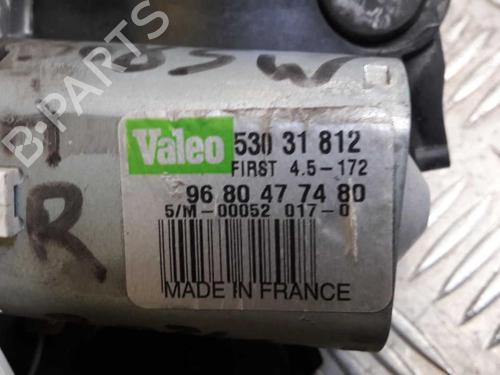 Valeo 530 31 812
FIRST 4.5-172
96 80 47 74 80
5/M-00052 017-0
MADE IN FRANCE
R
B-PARTS